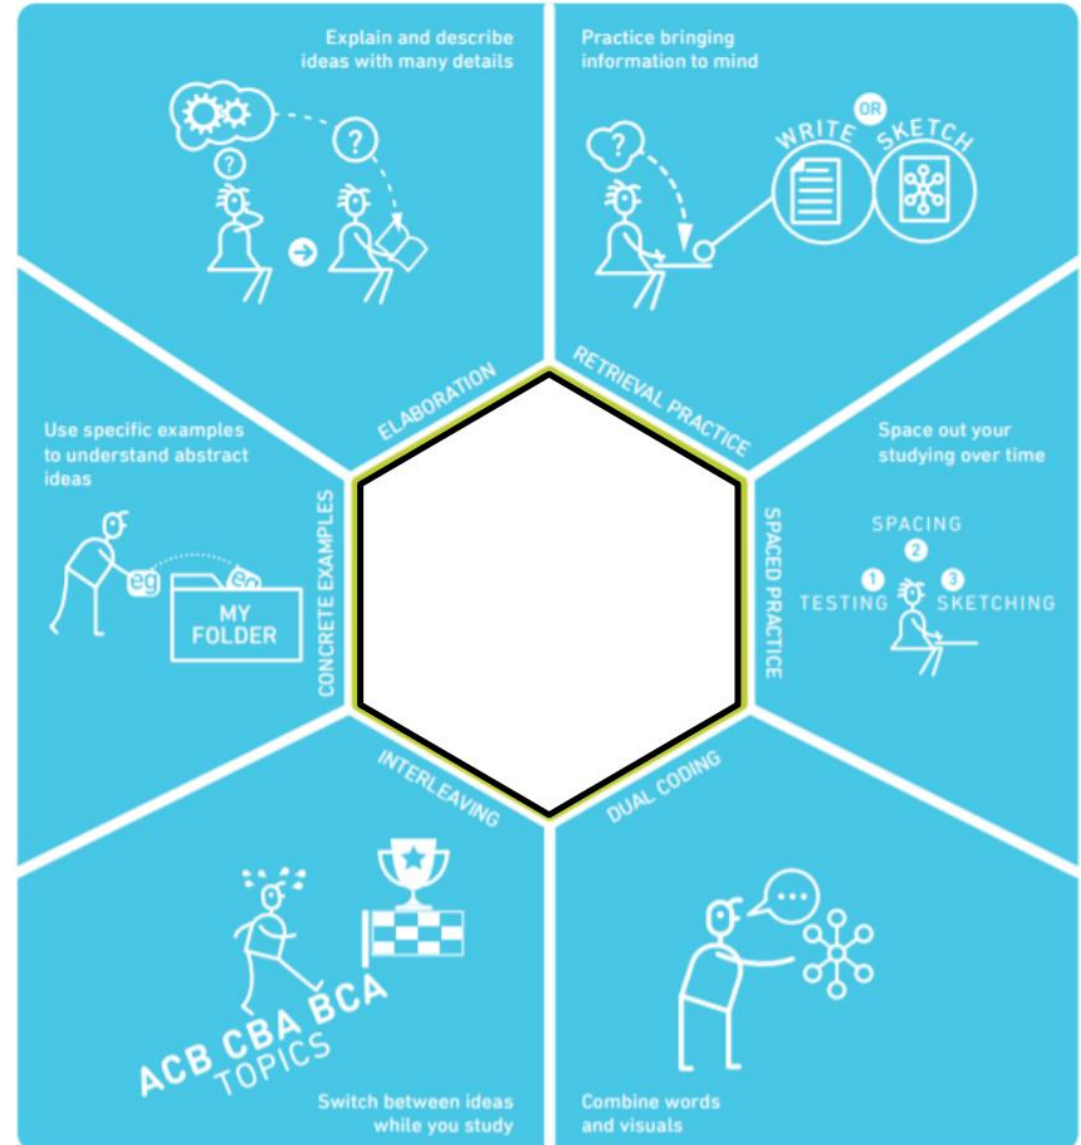 Explain and describe
ideas with many details
?
?
ELABORATION
Practice bringing
information to mind
?
WRITE
OR
SKETCH
RETRIEVAL PRACTICE
Use specific examples
to understand abstract
ideas
eg
eg
MY
FOLDER
CONCRETE EXAMPLES
Space out your
studying over time
SPACING
2
1
3
TESTING
SKETCHING
SPACED PRACTICE
INTERLEAVING
ACB CBA BCA
TOPICS
Switch between ideas
while you study
DUAL CODING
Combine words
and visuals